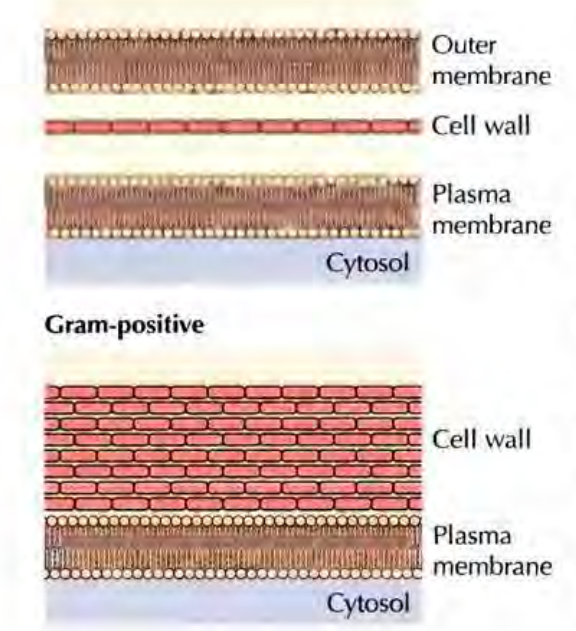 Outer
membrane
Cell wall
Plasma
membrane
Cytosol
Gram-positive
Cell wall
Plasma
membrane
Cytosol